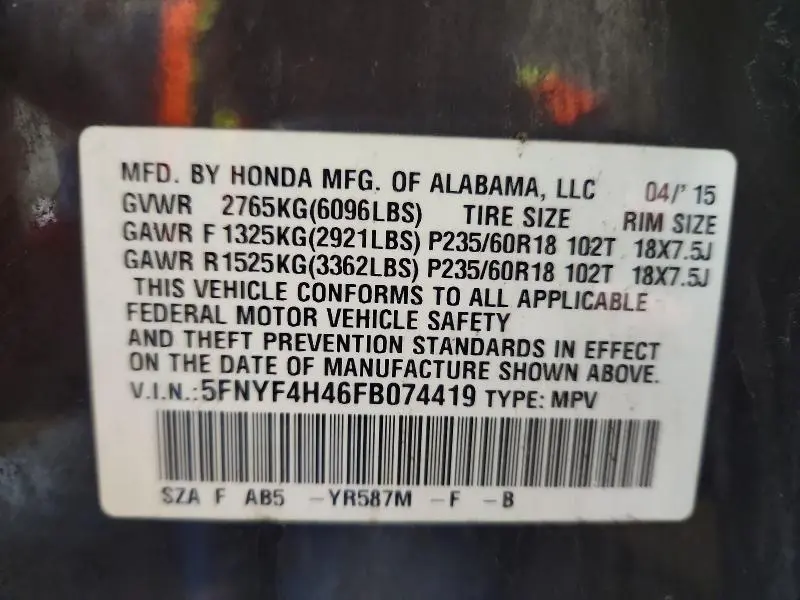 MFD. BY HONDA MFG. OF ALABAMA, LLC 04/'15
GVWR 2765KG(6096LBS) TIRE SIZE RIM SIZE
GAWR F 1325KG(2921LBS) P235/60R18 102T 18X7.5J
GAWR R1525KG(3362LBS) P235/60R18 102T 18X7.5J
THIS VEHICLE CONFORMS TO ALL APPLICABLE
FEDERAL MOTOR VEHICLE SAFETY
AND THEFT PREVENTION STANDARDS IN EFFECT
ON THE DATE OF MANUFACTURE SHOWN ABOVE.
V.I.N.:5FNYF4H46FB074419 TYPE: MPV
SZA F AB5 -YR587M -F -B